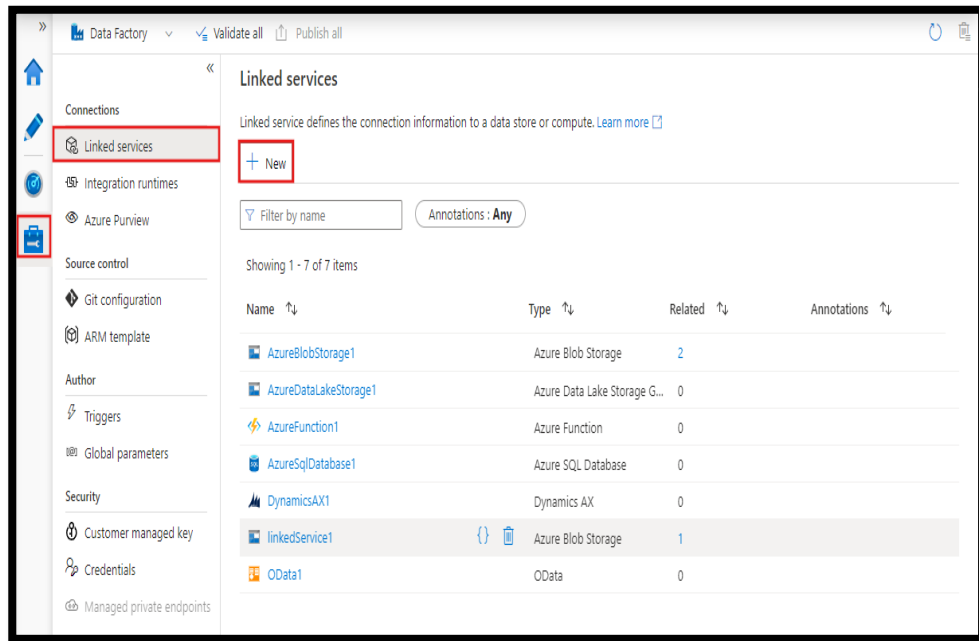 »
Data Factory
Validate all
Publish all
«
Connections
Linked services
Integration runtimes
Azure Purview
Source control
Git configuration
ARM template
Author
Triggers
Global parameters
Security
Customer managed key
Credentials
Managed private endpoints
Linked services
Linked service defines the connection information to a data store or compute. Learn more
+ New
Filter by name
Annotations : Any
Showing 1 - 7 of 7 items
Name Type Related Annotations
AzureBlobStorage1 Azure Blob Storage 2
AzureDataLakeStorage1 Azure Data Lake Storage G... 0
AzureFunction1 Azure Function 0
AzureSqlDatabase1 Azure SQL Database 0
DynamicsAX1 Dynamics AX 0
linkedService1 {} Azure Blob Storage 1
OData1 OData 0